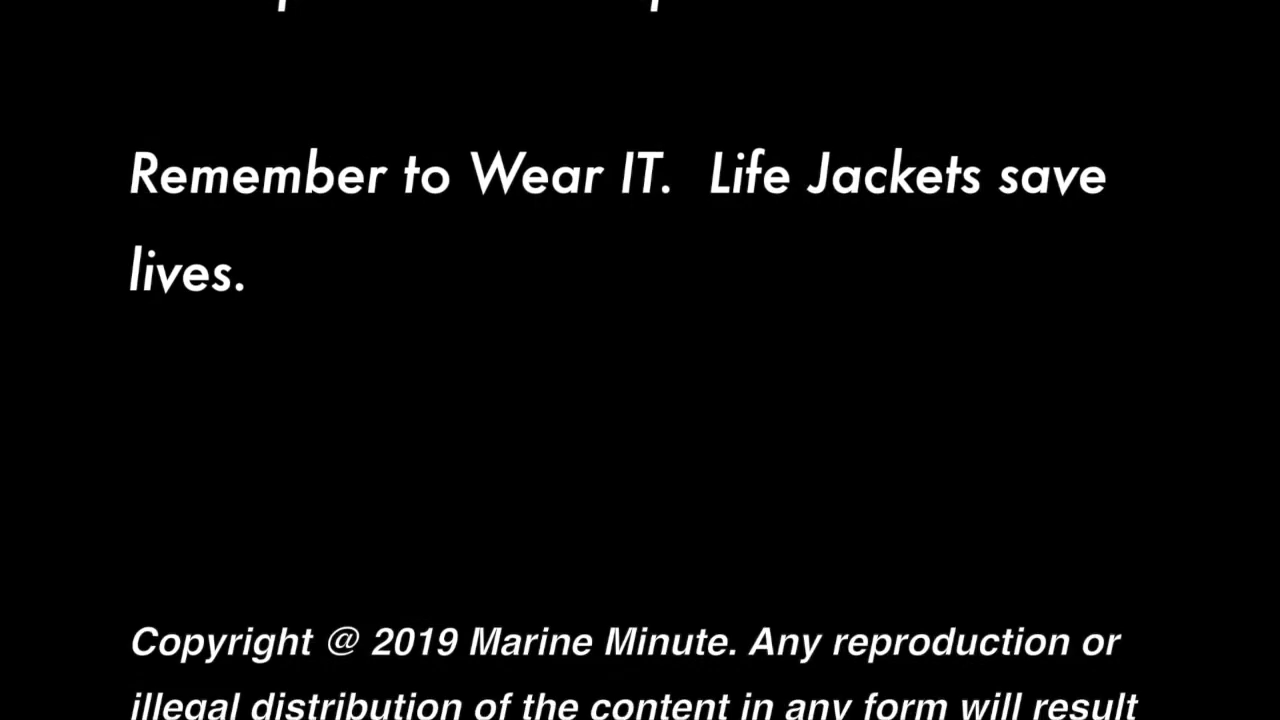 Remember to Wear IT.  Life Jackets save
lives.
Copyright @ 2019 Marine Minute. Any reproduction or
illegal distribution of the content in any form will result